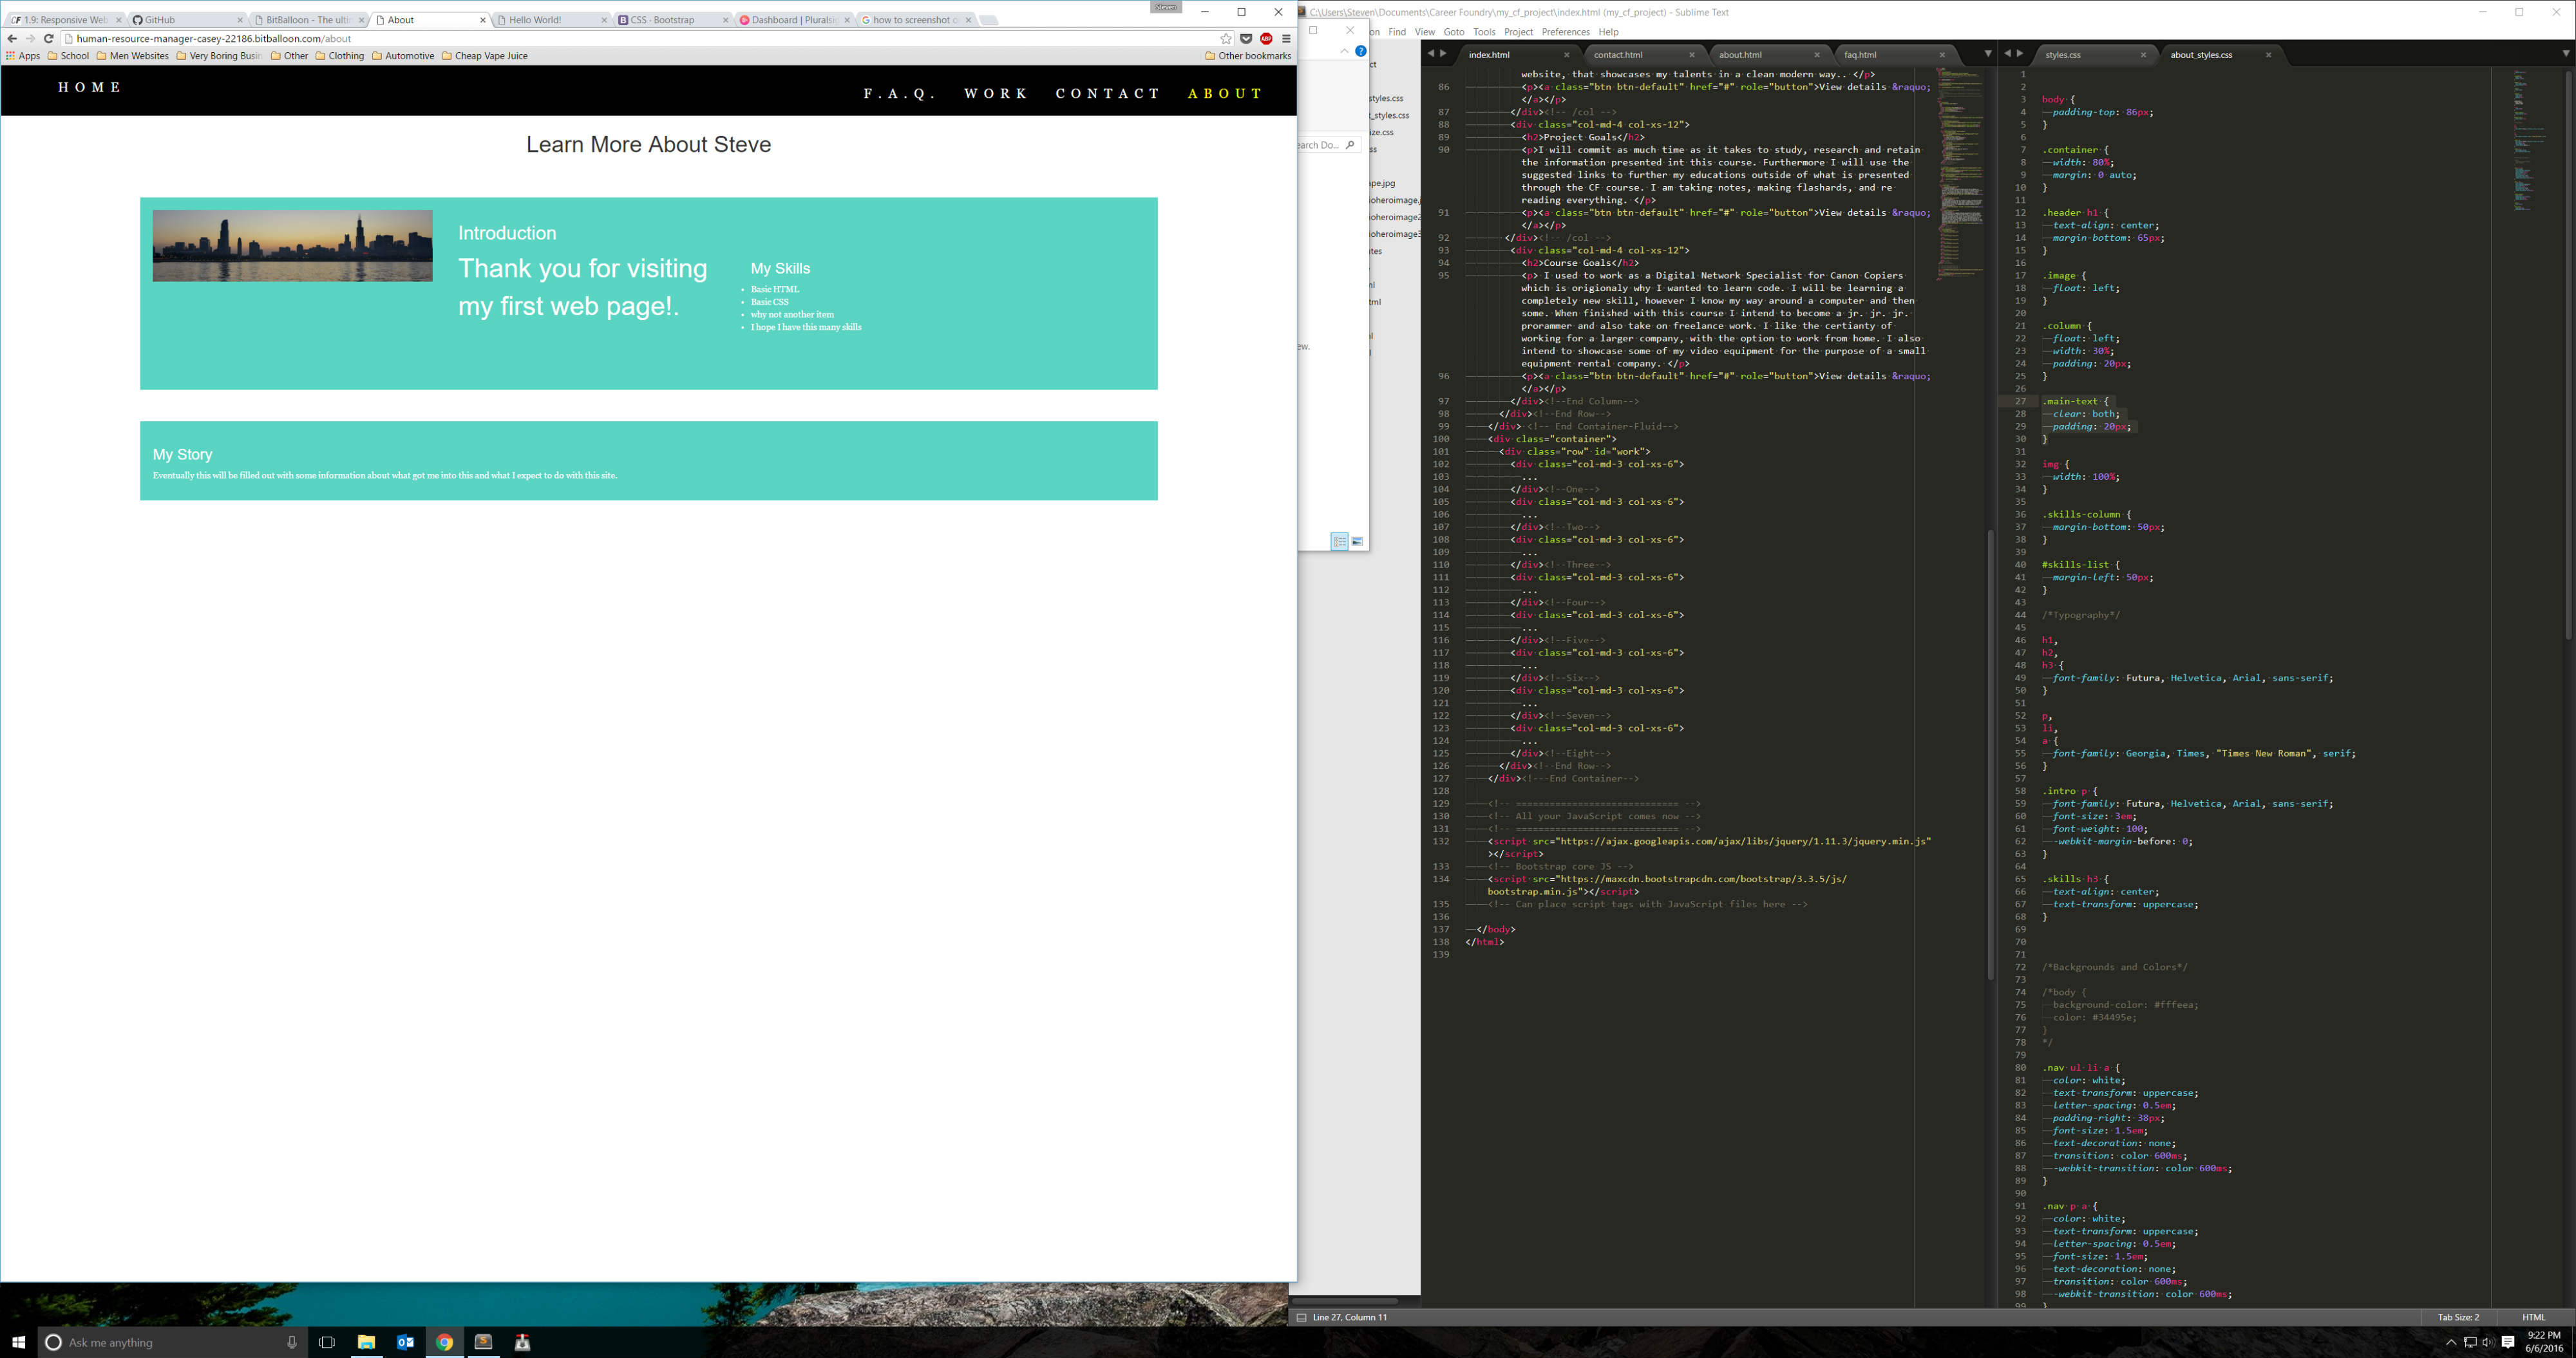 1.9: Responsive Web
GitHub
BitBalloon - The ultim
About
Hello World!
CSS · Bootstrap
Dashboard | Pluralsi
how to screenshot o
Steven
human-resource-manager-casey-22186.bitballoon.com/about
Apps School Men Websites Very Boring Busin Other Clothing Automotive Cheap Vape Juice Other bookmarks
HOME
F.A.Q. WORK CONTACT ABOUT
Learn More About Steve
Introduction
Thank you for visiting
my first web page!.
My Skills
Basic HTML
Basic CSS
why not another item
I hope I have this many skills
My Story
Eventually this will be filled out with some information about what got me into this and what I expect to do with this site.
C:\Users\Steven\Documents\Career Foundry\my_cf_project\index.html (my_cf_project) - Sublime Text
on Find View Goto Tools Project Preferences Help
ct
styles.css
t_styles.css
ize.css
ss
earch Do...
ape.jpg
ioheroimage.j
oheroimage2
oheroimage3
tes
tml
ew.
index.html contact.html about.html faq.html
website, that showcases my talents in a clean modern way.. </p>
86 <p><a class="btn btn-default" href="#" role="button">View details &raquo;
</a></p>
87 </div><!-- /col -->
88 <div class="col-md-4 col-xs-12">
89 <h2>Project Goals</h2>
90 <p>I will commit as much time as it takes to study, research and retain
the information presented int this course. Furthermore I will use the
suggested links to further my educations outside of what is presented
through the CF course. I am taking notes, making flashards, and re
reading everything. </p>
91 <p><a class="btn btn-default" href="#" role="button">View details &raquo;
</a></p>
92 </div><!-- /col -->
93 <div class="col-md-4 col-xs-12">
94 <h2>Course Goals</h2>
95 <p> I used to work as a Digital Network Specialist for Canon Copiers
which is origionaly why I wanted to learn code. I will be learning a
completely new skill, however I know my way around a computer and then
some. When finished with this course I intend to become a jr. jr. jr.
prorammer and also take on freelance work. I like the certianty of
working for a larger company, with the option to work from home. I also
intend to showcase some of my video equipment for the purpose of a small
equipment rental company. </p>
96 <p><a class="btn btn-default" href="#" role="button">View details &raquo;
</a></p>
97 </div><!--End Column-->
98 </div><!--End Row-->
99 </div> <!-- End Container-Fluid-->
100 <div class="container">
101 <div class="row" id="work">
102 <div class="col-md-3 col-xs-6">
103 ...
104 </div><!--One-->
105 <div class="col-md-3 col-xs-6">
106 ...
107 </div><!--Two-->
108 <div class="col-md-3 col-xs-6">
109 ...
110 </div><!--Three-->
111 <div class="col-md-3 col-xs-6">
112 ...
113 </div><!--Four-->
114 <div class="col-md-3 col-xs-6">
115 ...
116 </div><!--Five-->
117 <div class="col-md-3 col-xs-6">
118 ...
119 </div><!--Six-->
120 <div class="col-md-3 col-xs-6">
121 ...
122 </div><!--Seven-->
123 <div class="col-md-3 col-xs-6">
124 ...
125 </div><!--Eight-->
126 </div><!--End Row-->
127 </div><!---End Container-->
128
129 <!-- ============================= -->
130 <!-- All your JavaScript comes now -->
131 <!-- ============================= -->
132 <script src="https://ajax.googleapis.com/ajax/libs/jquery/1.11.3/jquery.min.js"
></script>
133 <!-- Bootstrap core JS -->
134 <script src="https://maxcdn.bootstrapcdn.com/bootstrap/3.3.5/js/
bootstrap.min.js"></script>
135 <!-- Can place script tags with JavaScript files here -->
136
137 </body>
138 </html>
139
styles.css about_styles.css
1
2
3 body {
4 padding-top: 86px;
5 }
6
7 .container {
8 width: 80%;
9 margin: 0 auto;
10 }
11
12 .header h1 {
13 text-align: center;
14 margin-bottom: 65px;
15 }
16
17 .image {
18 float: left;
19 }
20
21 .column {
22 float: left;
23 width: 30%;
24 padding: 20px;
25 }
26
27 .main-text {
28 clear: both;
29 padding: 20px;
30 }
31
32 img {
33 width: 100%;
34 }
35
36 .skills-column {
37 margin-bottom: 50px;
38 }
39
40 #skills-list {
41 margin-left: 50px;
42 }
43
44 /*Typography*/
45
46 h1,
47 h2,
48 h3 {
49 font-family: Futura, Helvetica, Arial, sans-serif;
50 }
51
52 p,
53 li,
54 a {
55 font-family: Georgia, Times, "Times New Roman", serif;
56 }
57
58 .intro p {
59 font-family: Futura, Helvetica, Arial, sans-serif;
60 font-size: 3em;
61 font-weight: 100;
62 -webkit-margin-before: 0;
63 }
64
65 .skills h3 {
66 text-align: center;
67 text-transform: uppercase;
68 }
69
70
71
72 /*Backgrounds and Colors*/
73
74 /*body {
75 background-color: #fffeea;
76 color: #34495e;
77 }
78 */
79
80 .nav ul li a {
81 color: white;
82 text-transform: uppercase;
83 letter-spacing: 0.5em;
84 padding-right: 38px;
85 font-size: 1.5em;
86 text-decoration: none;
87 transition: color 600ms;
88 -webkit-transition: color 600ms;
89 }
90
91 .nav p a {
92 color: white;
93 text-transform: uppercase;
94 letter-spacing: 0.5em;
95 font-size: 1.5em;
96 text-decoration: none;
97 transition: color 600ms;
98 -webkit-transition: color 600ms;
99 }
Line 27, Column 11
Tab Size: 2 HTML
Ask me anything
9:22 PM
6/6/2016